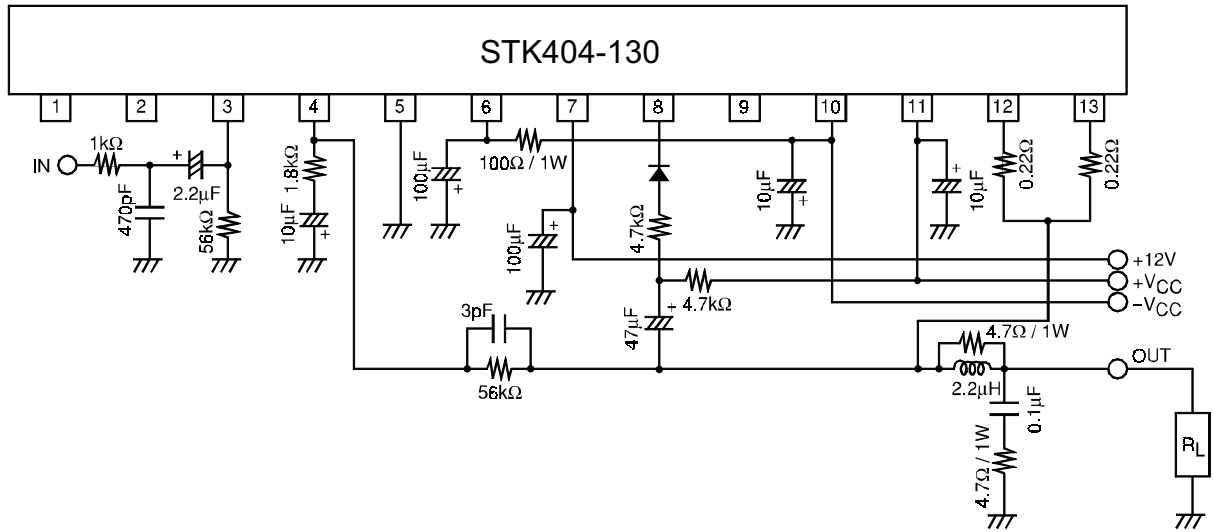 STK404-130
1 2 3 4 5 6 7 8 9 10 11 12 13
IN
1kΩ
470pF
+
2.2μF
56kΩ
1.8kΩ
10μF
+
100μF
+
100Ω / 1W
100μF
+
4.7kΩ
10μF
+
+
10μF
0.22Ω
0.22Ω
+12V
+VCC
−VCC
4.7kΩ
47μF
+
3pF
56kΩ
4.7Ω / 1W
2.2μH
OUT
0.1μF
4.7Ω / 1W
RL